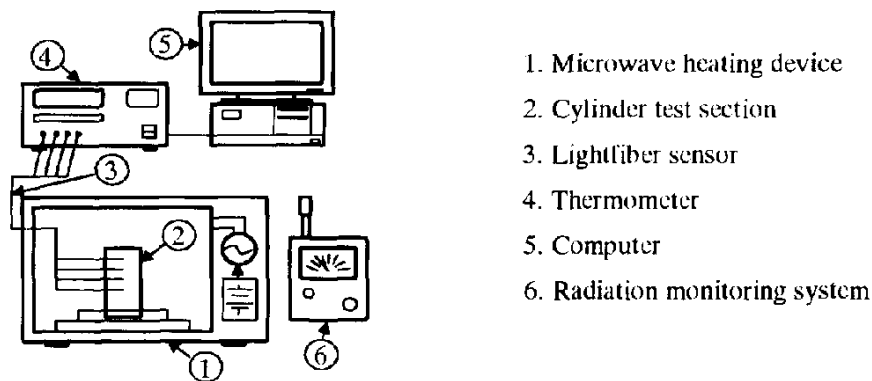 5
4
3
2
1
6
1. Microwave heating device
2. Cylinder test section
3. Lightfiber sensor
4. Thermometer
5. Computer
6. Radiation monitoring system